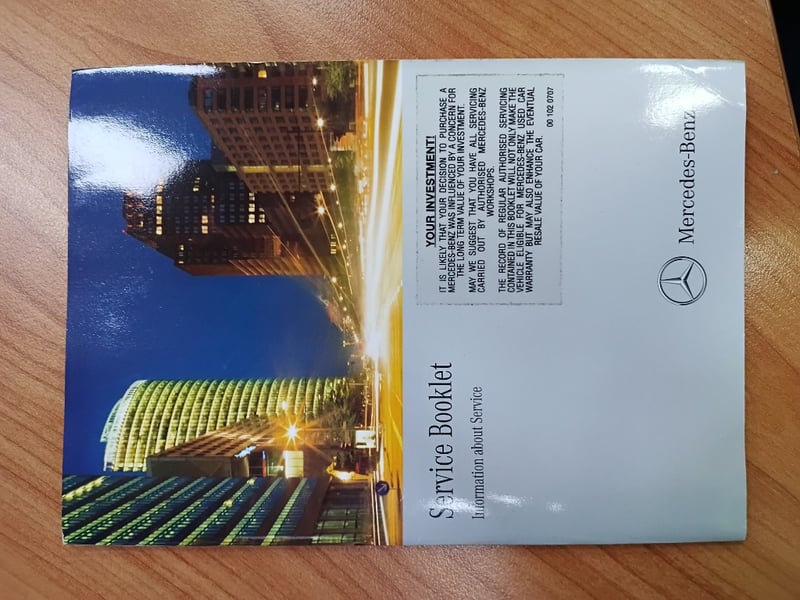 Service Booklet
Information about Service
YOUR INVESTMENT!
IT IS LIKELY THAT YOUR DECISION TO PURCHASE A
MERCEDES-BENZ WAS INFLUENCED BY A CONCERN FOR
THE LONG TERM VALUE OF YOUR INVESTMENT.
MAY WE SUGGEST THAT YOU HAVE ALL SERVICING
CARRIED OUT BY AUTHORISED MERCEDES-BENZ
WORKSHOPS.
THE RECORD OF REGULAR AUTHORISED SERVICING
CONTAINED IN THIS BOOKLET WILL NOT ONLY MAKE THE
VEHICLE ELIGIBLE FOR MERCEDES-BENZ USED CAR
WARRANTY BUT MAY ALSO ENHANCE THE EVENTUAL
RESALE VALUE OF YOUR CAR.
00 102 0707
Mercedes-Benz